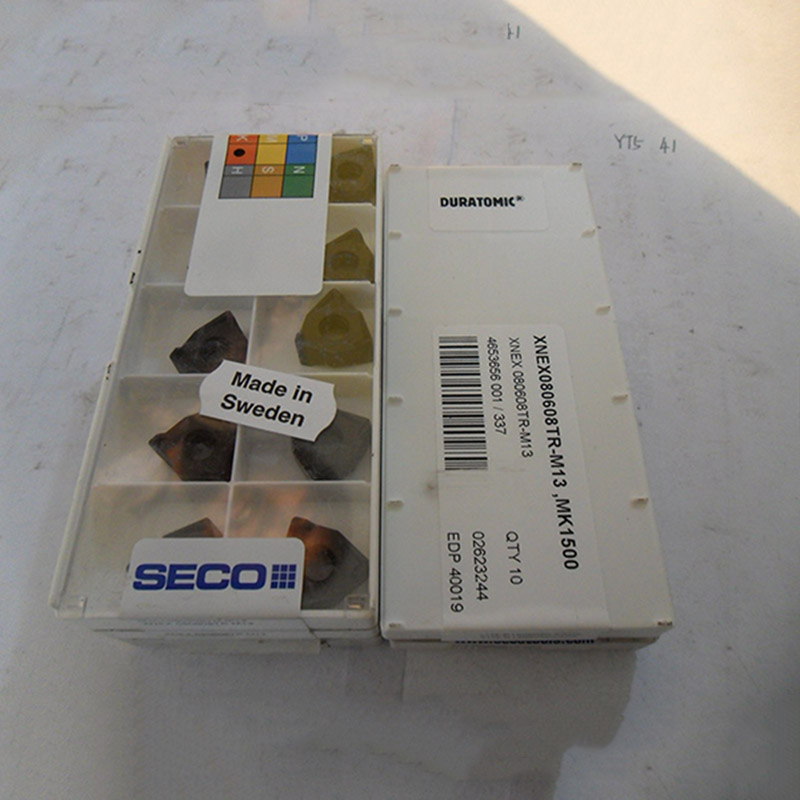 YT5 41
K M P
H S N
Made in
Sweden
SECO
DURATOMIC®
XNEX080608TR-M13 ,MK1500
XNEX 080608TR-M13
4653656 001 / 337
QTY 10
02623244
EDP 40019